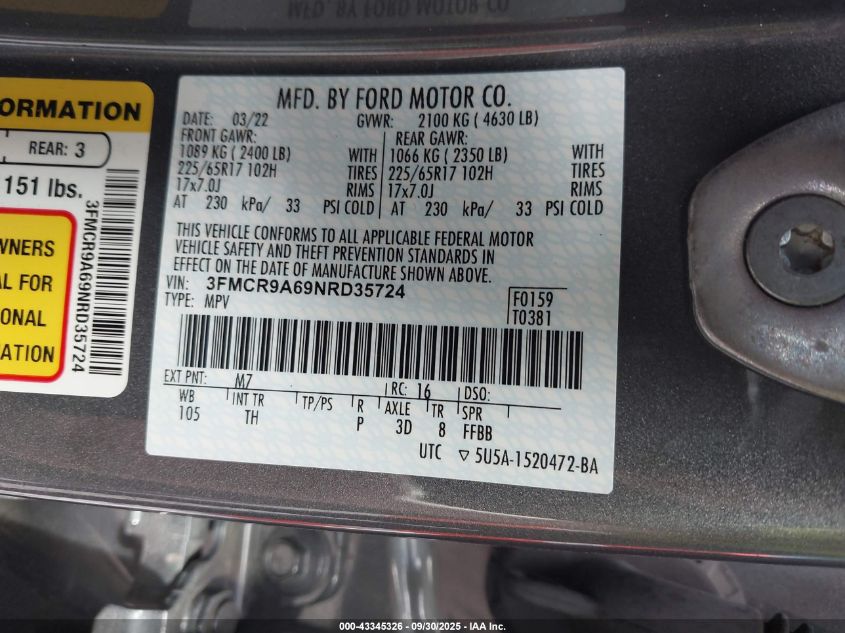 MFD. BY FORD MOTOR CO
ORMATION
REAR: 3
151 lbs.
WNERS
AL FOR
ONAL
ATION
3FMCR9A69NRD35724
MFD. BY FORD MOTOR CO.
DATE: 03/22 GVWR: 2100 KG ( 4630 LB)
FRONT GAWR: REAR GAWR:
1089 KG ( 2400 LB) WITH 1066 KG ( 2350 LB) WITH
225/65R17 102H TIRES 225/65R17 102H TIRES
17x7.0J RIMS 17x7.0J RIMS
AT 230 kPa/ 33 PSI COLD AT 230 kPa/ 33 PSI COLD
THIS VEHICLE CONFORMS TO ALL APPLICABLE FEDERAL MOTOR
VEHICLE SAFETY AND THEFT PREVENTION STANDARDS IN
EFFECT ON THE DATE OF MANUFACTURE SHOWN ABOVE.
VIN: 3FMCR9A69NRD35724
TYPE: MPV
F0159
T0381
EXT PNT: M7 RC: 16 DSO:
WB INT TR TP/PS R AXLE TR SPR
105 TH P 3D 8 FFBB
UTC ▽ 5U5A-1520472-BA
000-43345326 - 09/30/2025 - IAA Inc.